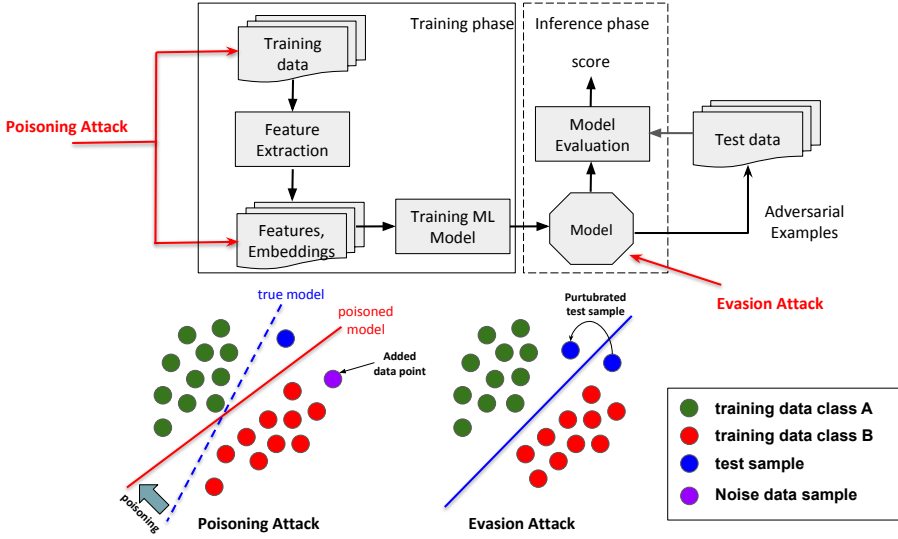 Training phase
Inference phase
Training
data
score
Poisoning Attack
Feature
Extraction
Model
Evaluation
Test data
Features,
Embeddings
Training ML
Model
Model
Adversarial
Examples
Evasion Attack
true model
poisoned
model
Added
data point
poisoning
Poisoning Attack
Purtubrated
test sample
Evasion Attack
training data class A
training data class B
test sample
Noise data sample